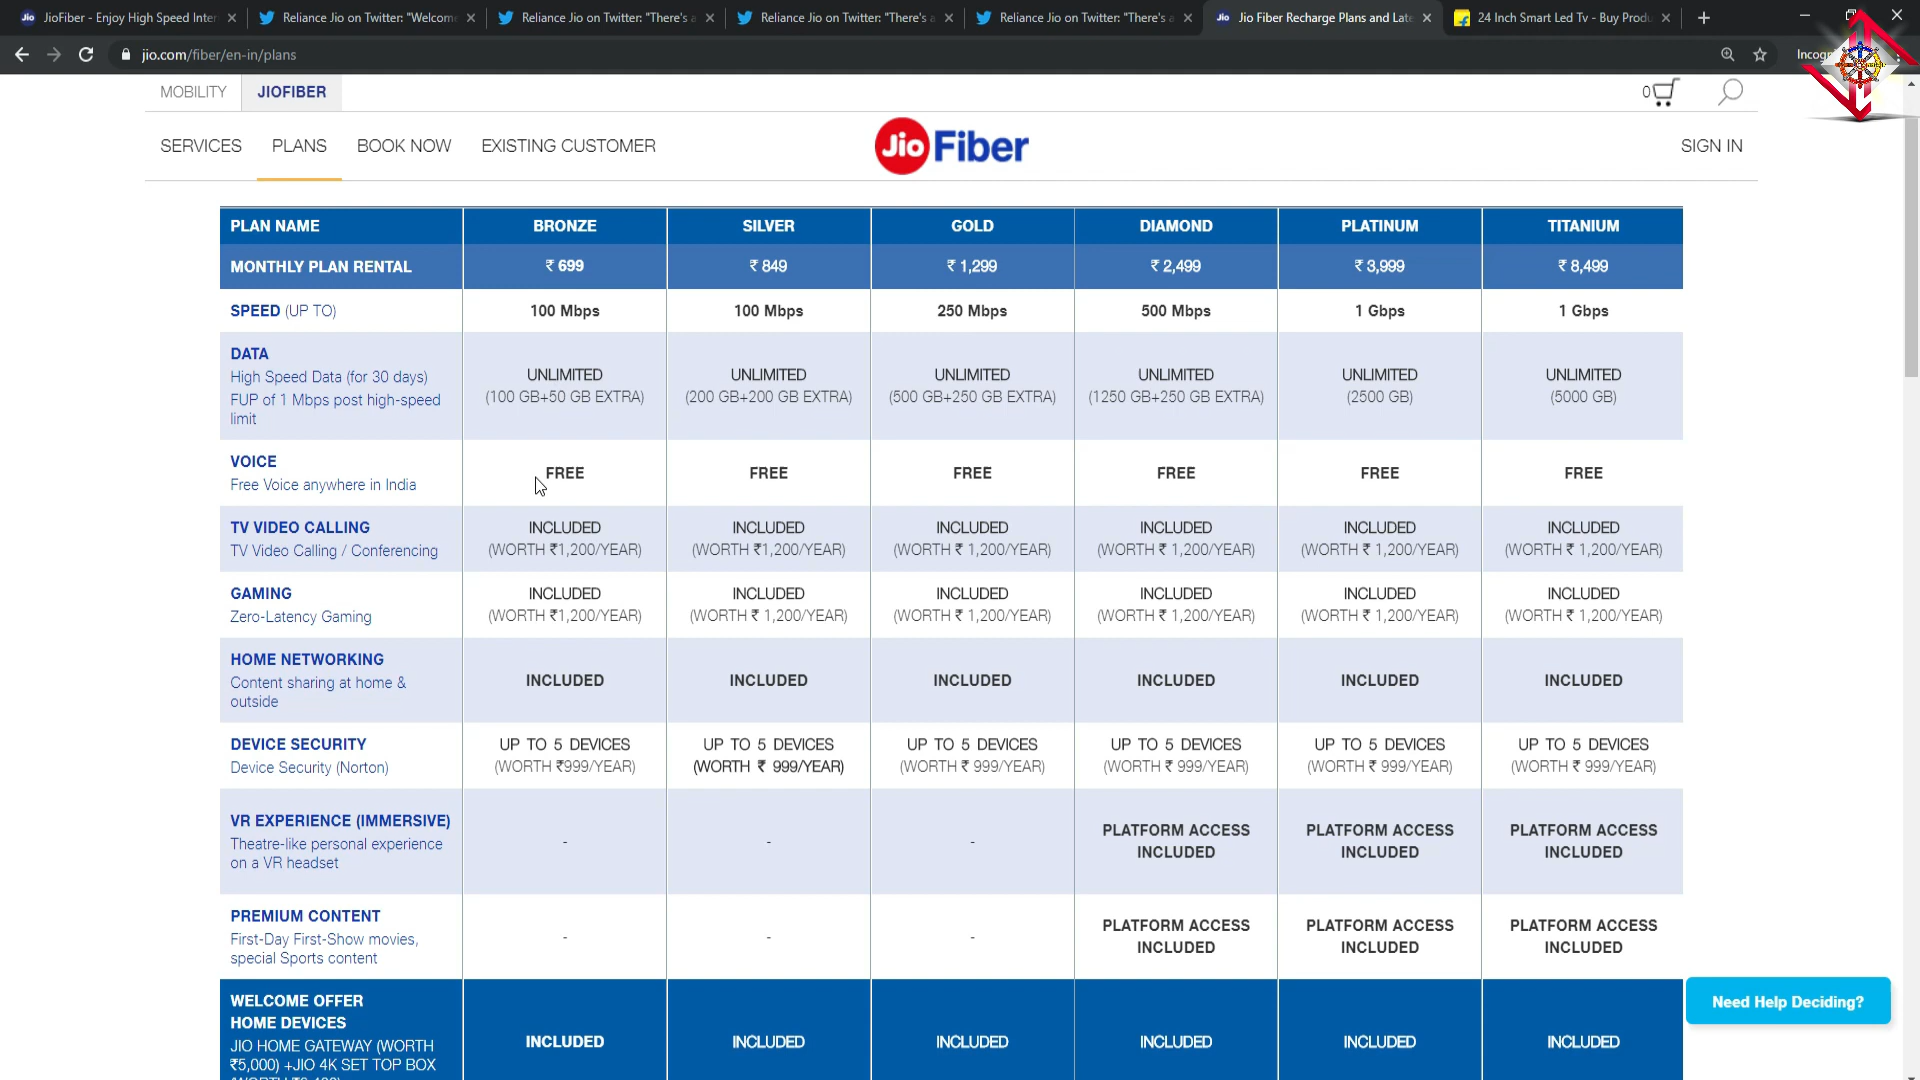 JioFiber - Enjoy High Speed Inter
Reliance Jio on Twitter: "Welcome
Reliance Jio on Twitter: "There's a
Reliance Jio on Twitter: "There's a
Reliance Jio on Twitter: "There's a
Jio Fiber Recharge Plans and Late
24 Inch Smart Led Tv - Buy Produ
jio.com/fiber/en-in/plans
MOBILITY JIOFIBER
0
SERVICES PLANS BOOK NOW EXISTING CUSTOMER
Jio Fiber
SIGN IN
PLAN NAME BRONZE SILVER GOLD DIAMOND PLATINUM TITANIUM
MONTHLY PLAN RENTAL ₹ 699 ₹ 849 ₹ 1,299 ₹ 2,499 ₹ 3,999 ₹ 8,499
SPEED (UP TO) 100 Mbps 100 Mbps 250 Mbps 500 Mbps 1 Gbps 1 Gbps
DATA
High Speed Data (for 30 days)
FUP of 1 Mbps post high-speed
limit
UNLIMITED UNLIMITED UNLIMITED UNLIMITED UNLIMITED UNLIMITED
(100 GB+50 GB EXTRA) (200 GB+200 GB EXTRA) (500 GB+250 GB EXTRA) (1250 GB+250 GB EXTRA) (2500 GB) (5000 GB)
VOICE
Free Voice anywhere in India
FREE FREE FREE FREE FREE FREE
TV VIDEO CALLING
TV Video Calling / Conferencing
INCLUDED INCLUDED INCLUDED INCLUDED INCLUDED INCLUDED
(WORTH ₹1,200/YEAR) (WORTH ₹1,200/YEAR) (WORTH ₹ 1,200/YEAR) (WORTH ₹ 1,200/YEAR) (WORTH ₹ 1,200/YEAR) (WORTH ₹ 1,200/YEAR)
GAMING
Zero-Latency Gaming
INCLUDED INCLUDED INCLUDED INCLUDED INCLUDED INCLUDED
(WORTH ₹1,200/YEAR) (WORTH ₹ 1,200/YEAR) (WORTH ₹ 1,200/YEAR) (WORTH ₹ 1,200/YEAR) (WORTH ₹ 1,200/YEAR) (WORTH ₹ 1,200/YEAR)
HOME NETWORKING
Content sharing at home &
outside
INCLUDED INCLUDED INCLUDED INCLUDED INCLUDED INCLUDED
DEVICE SECURITY
Device Security (Norton)
UP TO 5 DEVICES UP TO 5 DEVICES UP TO 5 DEVICES UP TO 5 DEVICES UP TO 5 DEVICES UP TO 5 DEVICES
(WORTH ₹999/YEAR) (WORTH ₹ 999/YEAR) (WORTH ₹ 999/YEAR) (WORTH ₹ 999/YEAR) (WORTH ₹ 999/YEAR) (WORTH ₹ 999/YEAR)
VR EXPERIENCE (IMMERSIVE)
Theatre-like personal experience
on a VR headset
- - - PLATFORM ACCESS PLATFORM ACCESS PLATFORM ACCESS
INCLUDED INCLUDED INCLUDED
PREMIUM CONTENT
First-Day First-Show movies,
special Sports content
- - - PLATFORM ACCESS PLATFORM ACCESS PLATFORM ACCESS
INCLUDED INCLUDED INCLUDED
WELCOME OFFER
HOME DEVICES
JIO HOME GATEWAY (WORTH
₹5,000) +JIO 4K SET TOP BOX
INCLUDED INCLUDED INCLUDED INCLUDED INCLUDED INCLUDED
Need Help Deciding?